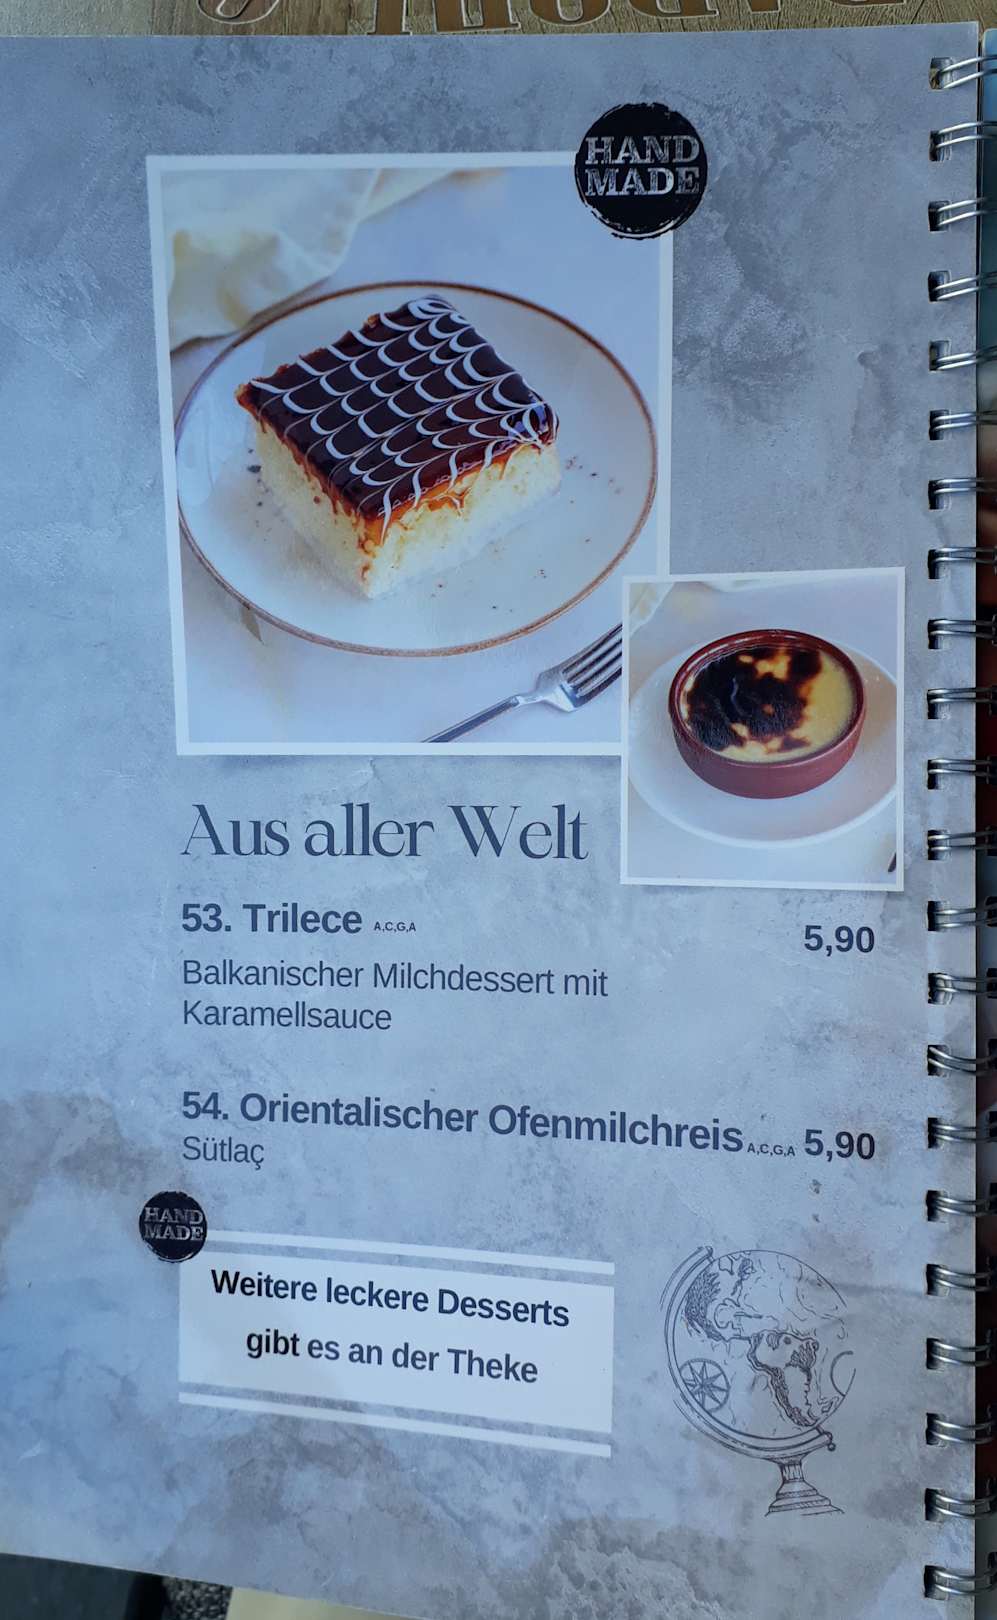 HAND
MADE
Aus aller Welt
53. Trilece A,C,G,A
5,90
Balkanischer Milchdessert mit
Karamellsauce
54. Orientalischer Ofenmilchreis A,C,G,A 5,90
Sütlaç
HAND
MADE
Weitere leckere Desserts
gibt es an der Theke